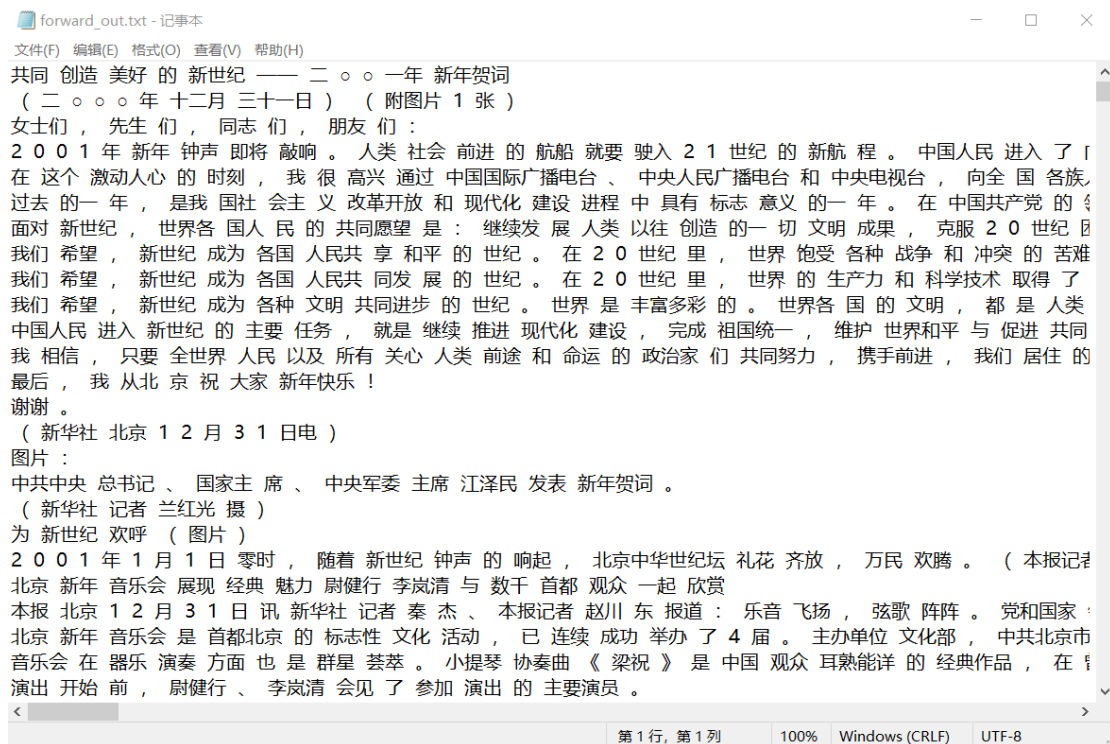 forward_out.txt - 记事本
文件(F) 编辑(E) 格式(O) 查看(V) 帮助(H)
共同 创造 美好 的 新世纪 —— 二 ○ ○ 一年 新年贺词
（ 二 ○ ○ ○ 年 十二月 三十一日 ） （ 附图片 1 张 ）
女士们 ， 先生 们 ， 同志 们 ， 朋友 们 ：
2 0 0 1 年 新年 钟声 即将 敲响 。 人类 社会 前进 的 航船 就要 驶入 2 1 世纪 的 新航 程 。 中国人民 进入 了
在 这个 激动人心 的 时刻 ， 我 很 高兴 通过 中国国际广播电台 、 中央人民广播电台 和 中央电视台 ， 向全 国 各族
过去 的一 年 ， 是我 国社 会主 义 改革开放 和 现代化 建设 进程 中 具有 标志 意义 的一 年 。 在 中国共产党 的
面对 新世纪 ， 世界各 国人 民 的 共同愿望 是 ： 继续发 展 人类 以往 创造 的一 切 文明 成果 ， 克服 2 0 世纪
我们 希望 ， 新世纪 成为 各国 人民共 享 和平 的 世纪 。 在 2 0 世纪 里 ， 世界 饱受 各种 战争 和 冲突 的 苦难
我们 希望 ， 新世纪 成为 各国 人民共 同发 展 的 世纪 。 在 2 0 世纪 里 ， 世界 的 生产力 和 科学技术 取得 了
我们 希望 ， 新世纪 成为 各种 文明 共同进步 的 世纪 。 世界 是 丰富多彩 的 。 世界各 国 的 文明 ， 都 是 人类
中国人民 进入 新世纪 的 主要 任务 ， 就是 继续 推进 现代化 建设 ， 完成 祖国统一 ， 维护 世界和平 与 促进 共同
我 相信 ， 只要 全世界 人民 以及 所有 关心 人类 前途 和 命运 的 政治家 们 共同努力 ， 携手前进 ， 我们 居住 的
最后 ， 我 从北 京 祝 大家 新年快乐 ！
谢谢 。
（ 新华社 北京 1 2 月 3 1 日电 ）
图片 ：
中共中央 总书记 、 国家主 席 、 中央军委 主席 江泽民 发表 新年贺词 。
（ 新华社 记者 兰红光 摄 ）
为 新世纪 欢呼 （ 图片 ）
2 0 0 1 年 1 月 1 日 零时 ， 随着 新世纪 钟声 的 响起 ， 北京中华世纪坛 礼花 齐放 ， 万民 欢腾 。 （ 本报记者
北京 新年 音乐会 展现 经典 魅力 尉健行 李岚清 与 数千 首都 观众 一起 欣赏
本报 北京 1 2 月 3 1 日 讯 新华社 记者 秦 杰 、 本报记者 赵川 东 报道 ： 乐音 飞扬 ， 弦歌 阵阵 。 党和国家
北京 新年 音乐会 是 首都北京 的 标志性 文化 活动 ， 已 连续 成功 举办 了 4 届 。 主办单位 文化部 ， 中共北京市
音乐会 在 器乐 演奏 方面 也 是 群星 荟萃 。 小提琴 协奏曲 《 梁祝 》 是 中国 观众 耳熟能详 的 经典作品 ， 在
演出 开始 前 ， 尉健行 、 李岚清 会见 了 参加 演出 的 主要演员 。
第 1 行，第 1 列 100% Windows (CRLF) UTF-8